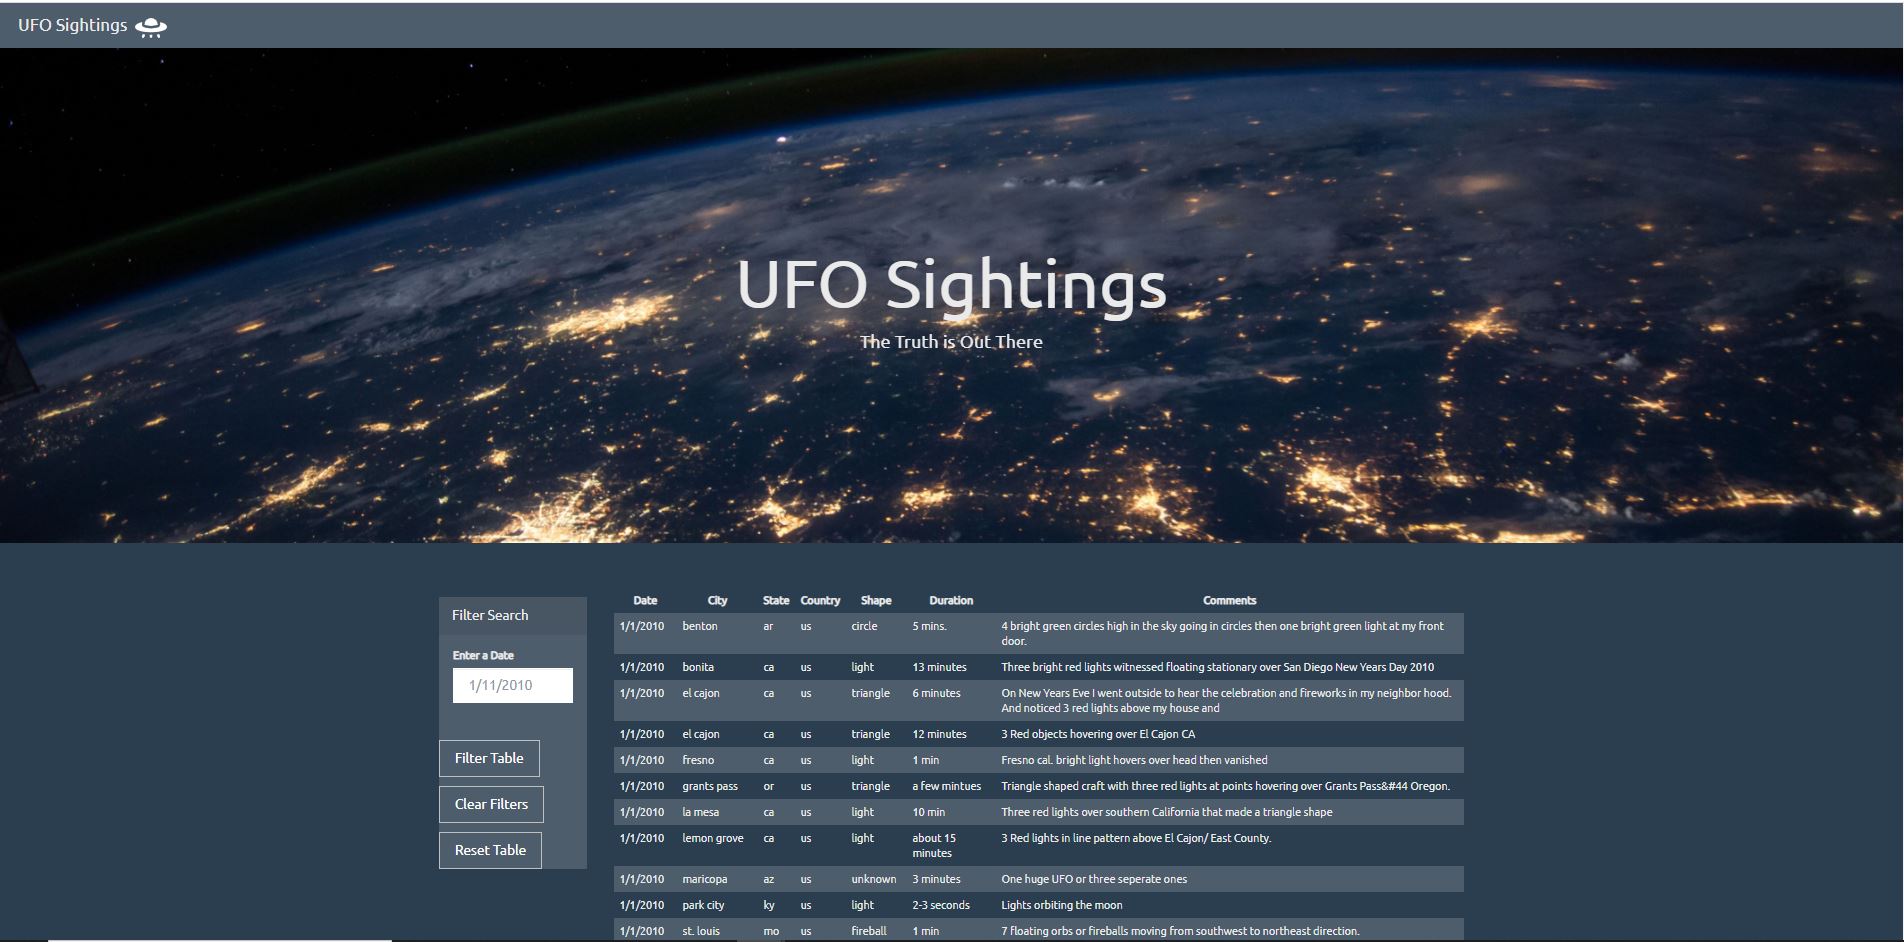 UFO Sightings
UFO Sightings
The Truth is Out There
Filter Search
Enter a Date
1/11/2010
Filter Table
Clear Filters
Reset Table
Date City State Country Shape Duration Comments
1/1/2010 benton ar us circle 5 mins. 4 bright green circles high in the sky going in circles then one bright green light at my front
door.
1/1/2010 bonita ca us light 13 minutes Three bright red lights witnessed floating stationary over San Diego New Years Day 2010
1/1/2010 el cajon ca us triangle 6 minutes On New Years Eve I went outside to hear the celebration and fireworks in my neighbor hood.
And noticed 3 red lights above my house and
1/1/2010 el cajon ca us triangle 12 minutes 3 Red objects hovering over El Cajon CA
1/1/2010 fresno ca us light 1 min Fresno cal. bright light hovers over head then vanished
1/1/2010 grants pass or us triangle a few mintues Triangle shaped craft with three red lights at points hovering over Grants Pass&#44 Oregon.
1/1/2010 la mesa ca us light 10 min Three red lights over southern California that made a triangle shape
1/1/2010 lemon grove ca us light about 15 3 Red lights in line pattern above El Cajon/ East County.
minutes
1/1/2010 maricopa az us unknown 3 minutes One huge UFO or three seperate ones
1/1/2010 park city ky us light 2-3 seconds Lights orbiting the moon
1/1/2010 st. louis mo us fireball 1 min 7 floating orbs or fireballs moving from southwest to northeast direction.